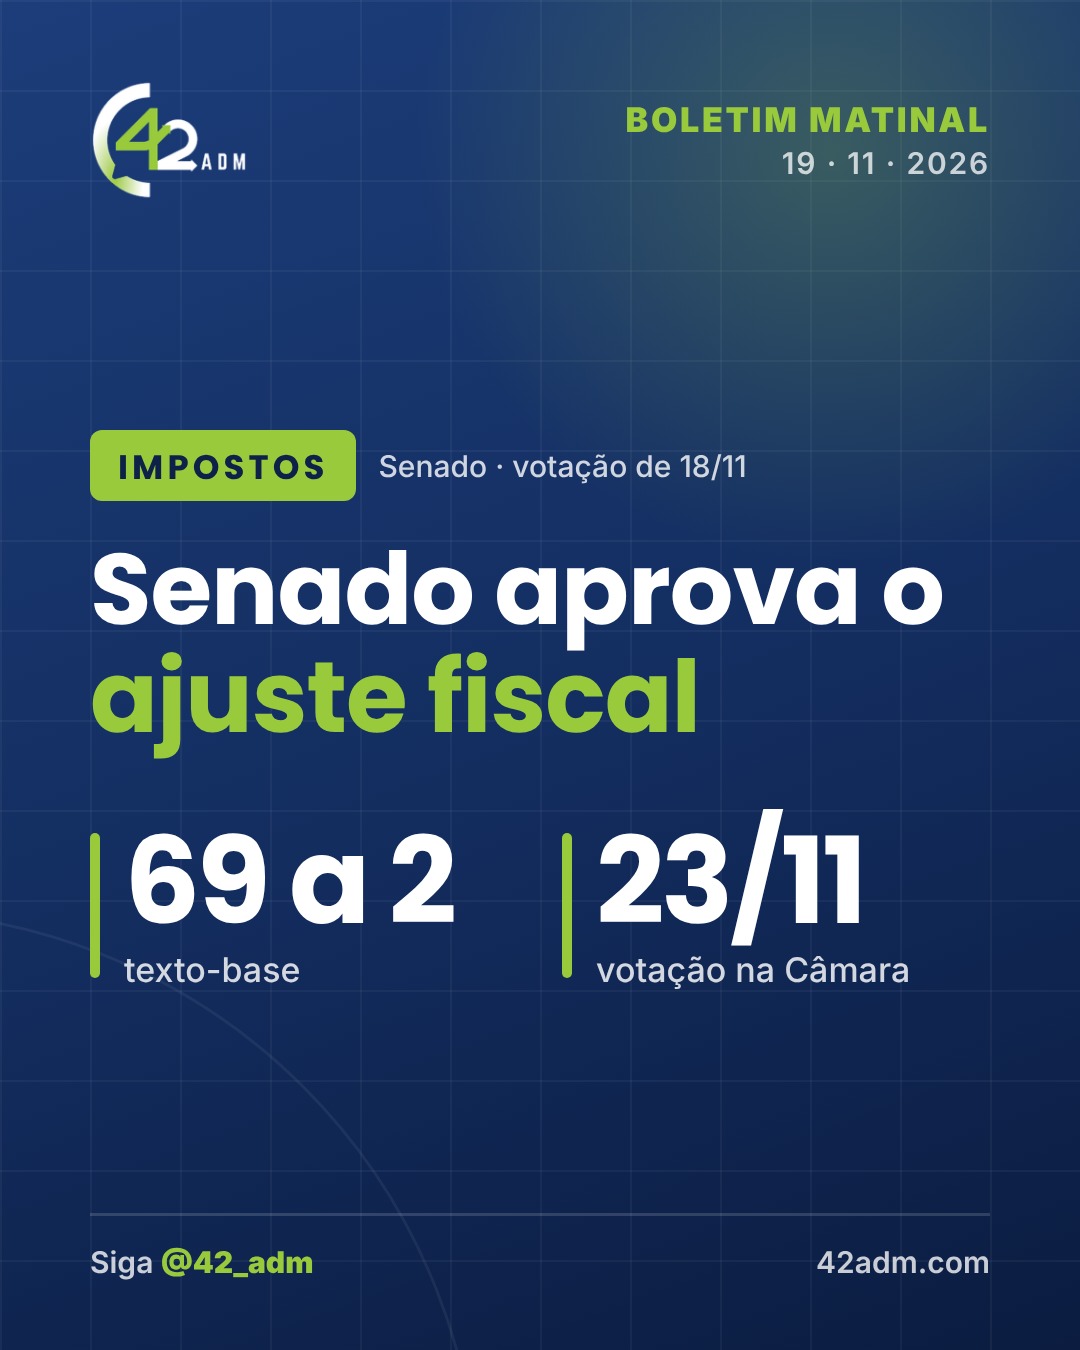 42 ADM
BOLETIM MATINAL
19 · 11 · 2026
IMPOSTOS
Senado · votação de 18/11
Senado aprova o
ajuste fiscal
69 a 2
texto-base
23/11
votação na Câmara
Siga @42_adm
42adm.com